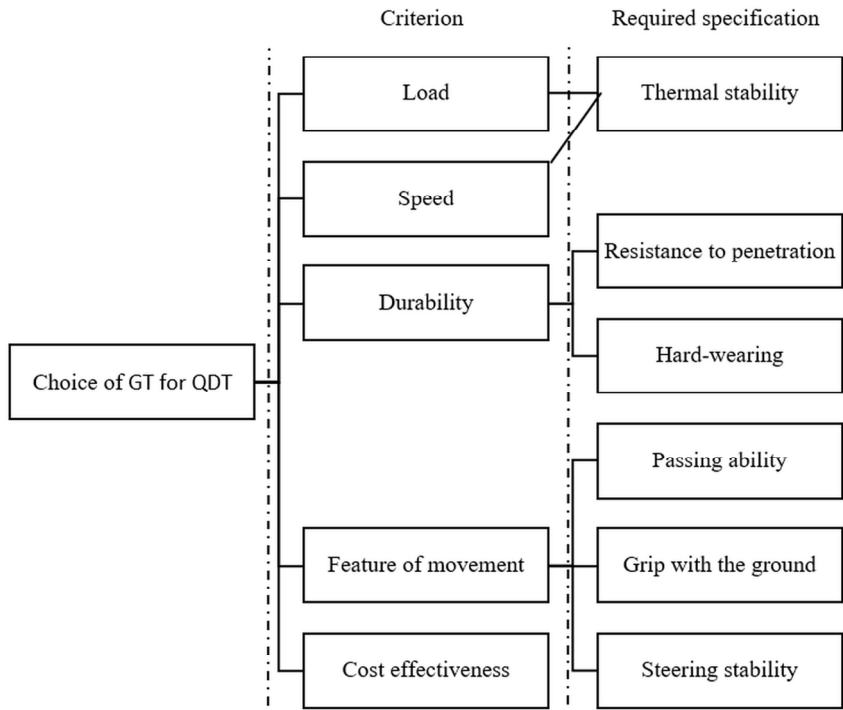 Criterion
Required specification
Load
Thermal stability
Speed
Resistance to penetration
Durability
Hard-wearing
Choice of GT for QDT
Passing ability
Feature of movement
Grip with the ground
Cost effectiveness
Steering stability